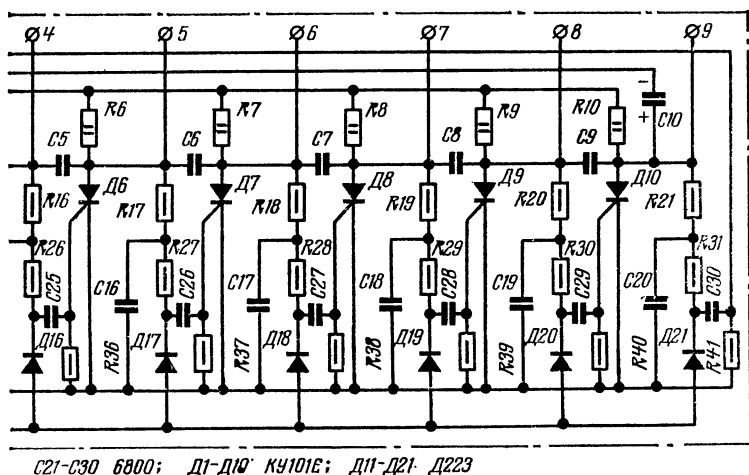 Ø4 Ø5 Ø6 Ø7 Ø8 Ø9
R6 R7 R8 R9 R10 C10
C5 C6 C7 C8 C9
Д6 Д7 Д8 Д9 Д10
R16 R17 R18 R19 R20 R21
R26 R27 R28 R29 R30 R31
C25 C16 C26 C17 C27 C18 C28 C19 C29 C20 C30
Д16 R36 Д17 R37 Д18 R38 Д19 R39 Д20 R40 Д21 R41
C21-C30 6800; Д1-Д10 КУ101Е; Д11-Д21 Д223